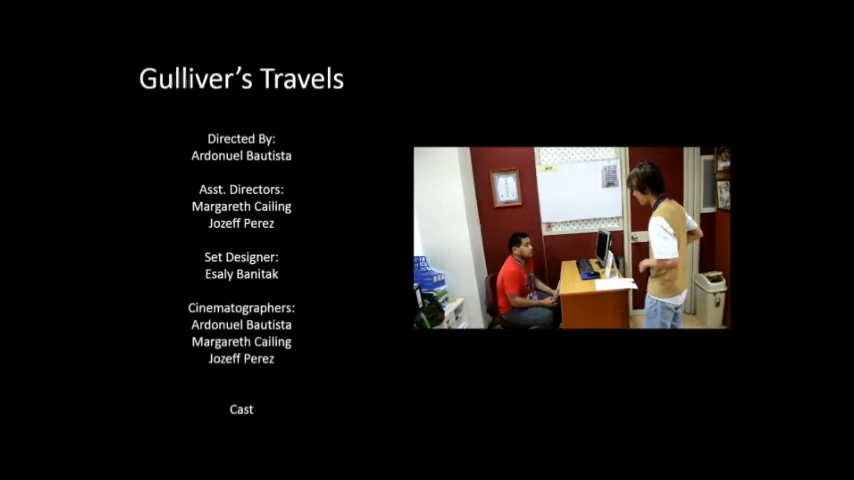 Gulliver's Travels
Directed By:
Ardonuel Bautista
Asst. Directors:
Margareth Cailing
Jozeff Perez
Set Designer:
Esaly Banitak
Cinematographers:
Ardonuel Bautista
Margareth Cailing
Jozeff Perez
Cast